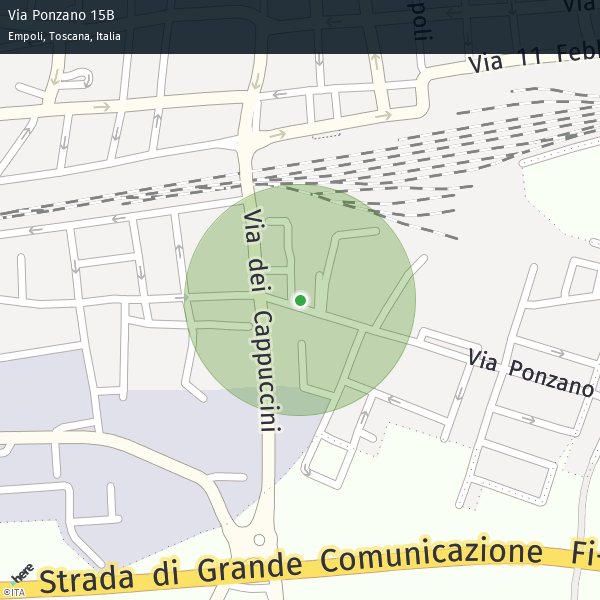 Via Ponzano 15B
Empoli, Toscana, Italia
poli
Via
Via 11 Febb
Via dei Cappuccini
Via Ponzano
Strada di Grande Comunicazione Fi-
here
©ITA